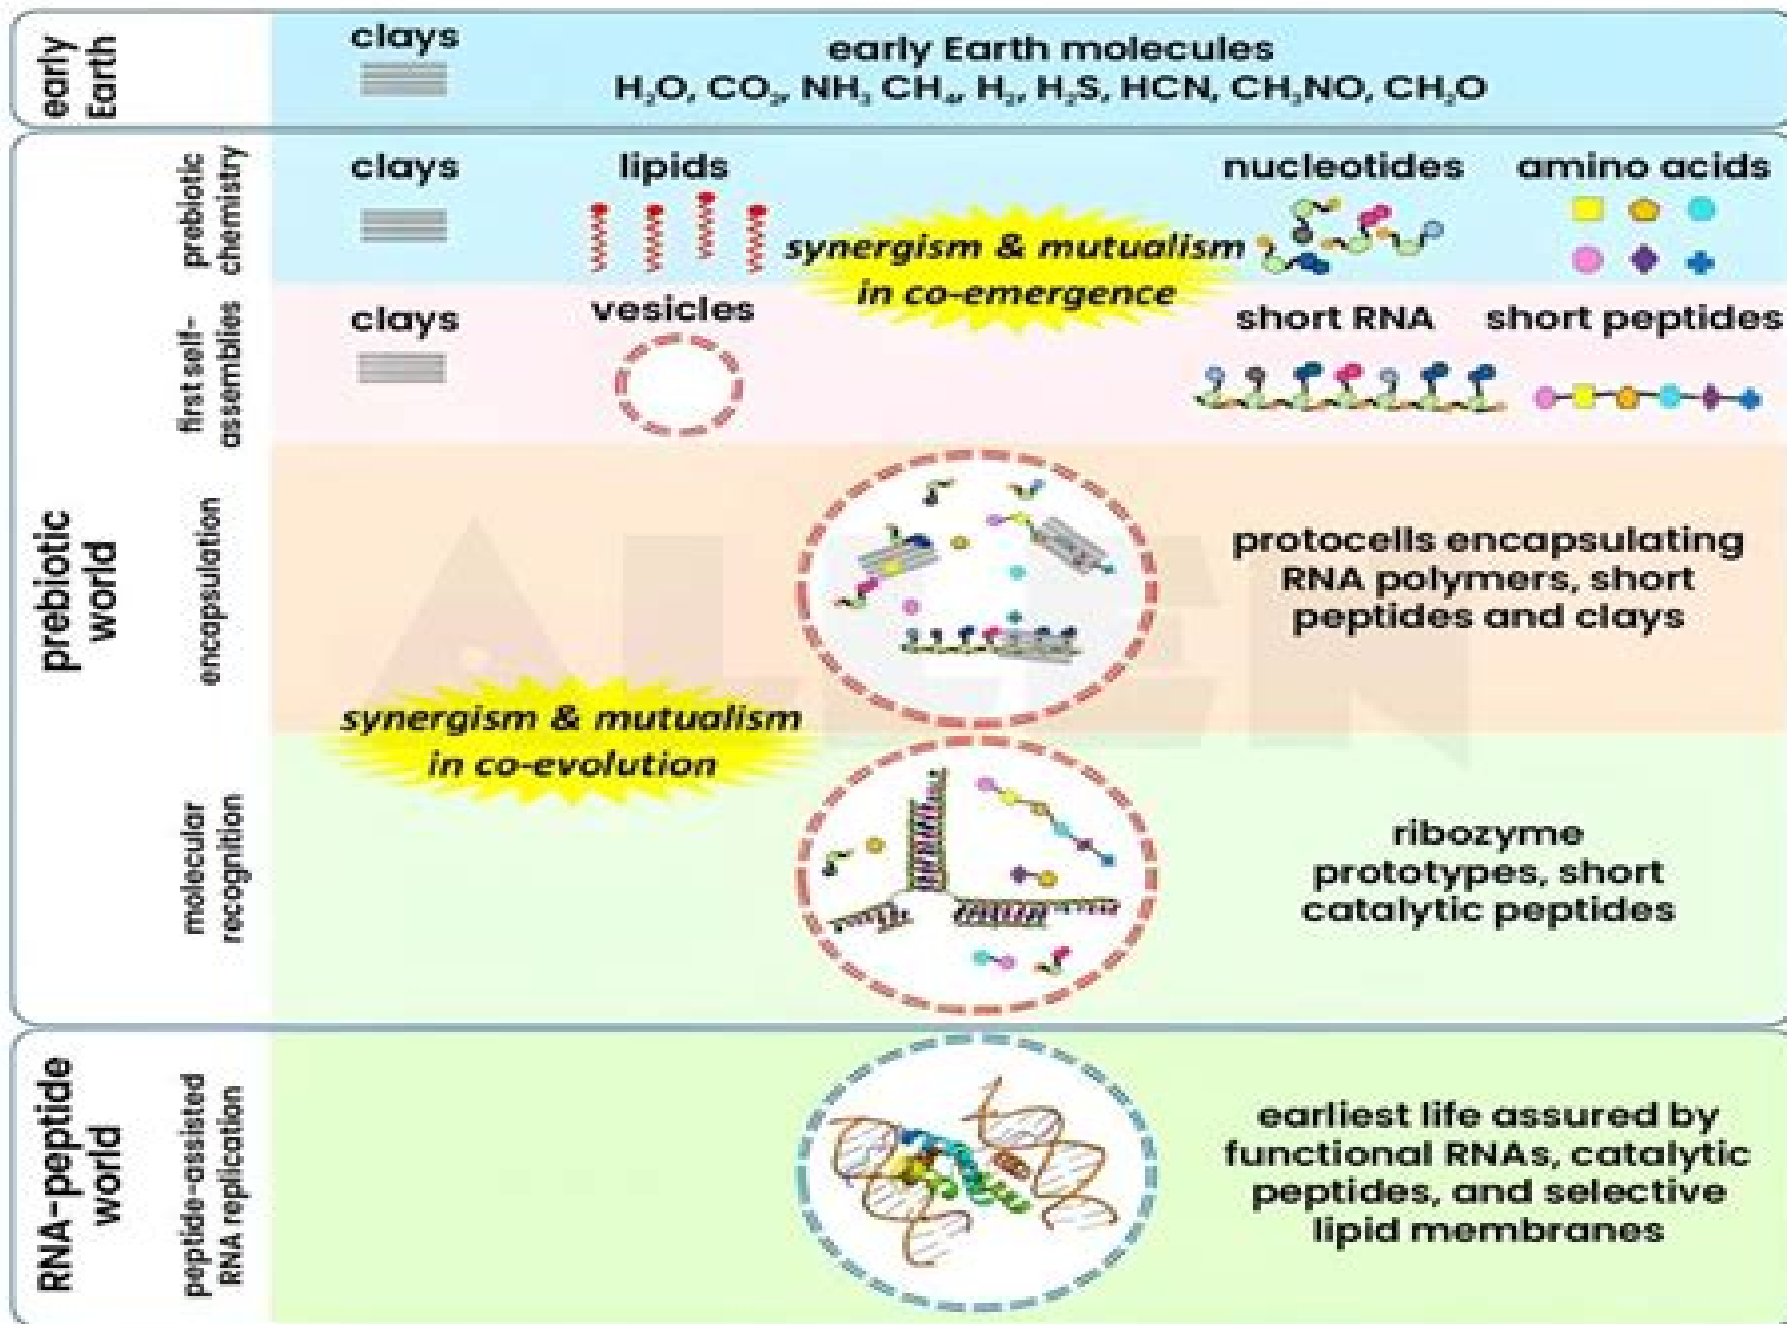 early
Earth
clays
early Earth molecules
H₂O, CO₂, NH₃ CH₄, H₂, H₂S, HCN, CH₃NO, CH₂O
prebiotic
world
prebiotic
chemistry
clays
lipids
nucleotides
amino acids
synergism & mutualism
in co-emergence
first self-
assemblies
clays
vesicles
short RNA
short peptides
encapsulation
protocells encapsulating
RNA polymers, short
peptides and clays
synergism & mutualism
in co-evolution
molecular
recognition
ribozyme
prototypes, short
catalytic peptides
RNA-peptide
world
peptide-assisted
RNA replication
earliest life assured by
functional RNAs, catalytic
peptides, and selective
lipid membranes